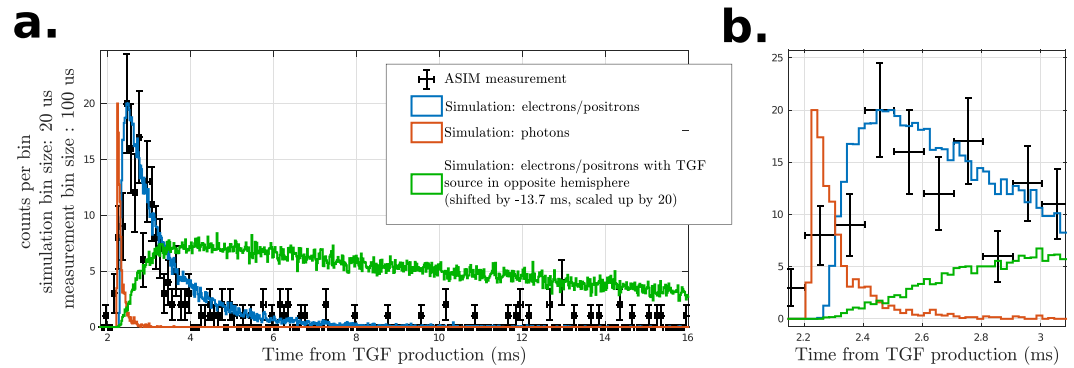 a.
counts per bin
simulation bin size: 20 us
measurement bin size : 100 us
20
15
10
5
0
2
4
6
8
10
12
14
16
Time from TGF production (ms)
ASIM measurement
Simulation: electrons/positrons
Simulation: photons
Simulation: electrons/positrons with TGF
source in opposite hemisphere
(shifted by -13.7 ms, scaled up by 20)
b.
25
20
15
10
5
0
2.2
2.4
2.6
2.8
3
Time from TGF production (ms)